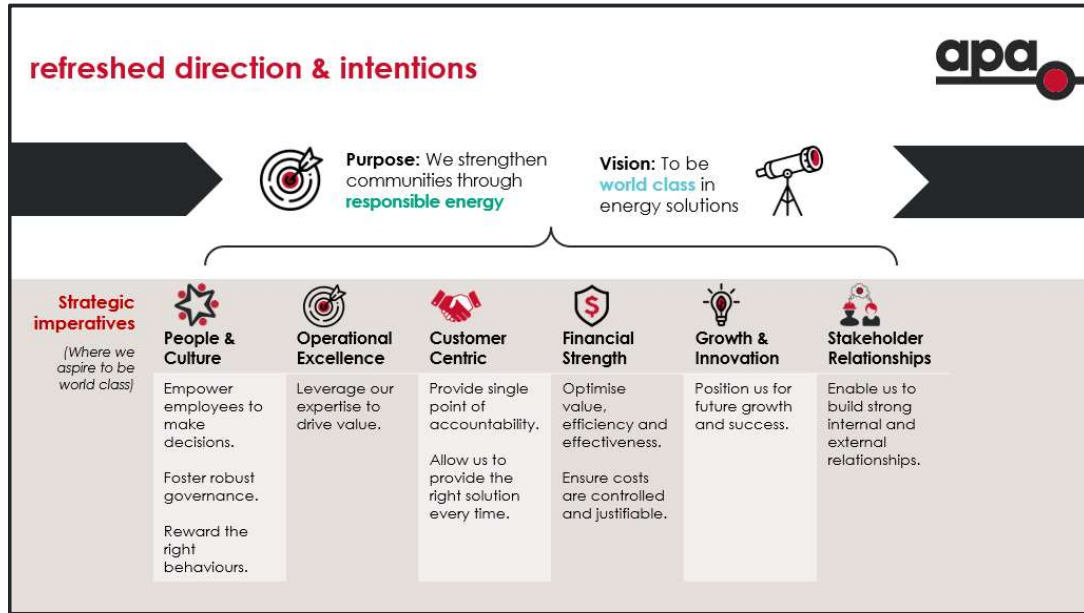 refreshed direction & intentions
apa
Purpose: We strengthen
communities through
responsible energy
Vision: To be
world class in
energy solutions
Strategic
imperatives
(Where we
aspire to be
world class)
People &
Culture
Empower
employees to
make
decisions.
Foster robust
governance.
Reward the
right
behaviours.
Operational
Excellence
Leverage our
expertise to
drive value.
Customer
Centric
Provide single
point of
accountability.
Allow us to
provide the
right solution
every time.
Financial
Strength
Optimise
value,
efficiency and
effectiveness.
Ensure costs
are controlled
and justifiable.
Growth &
Innovation
Position us for
future growth
and success.
Stakeholder
Relationships
Enable us to
build strong
internal and
external
relationships.